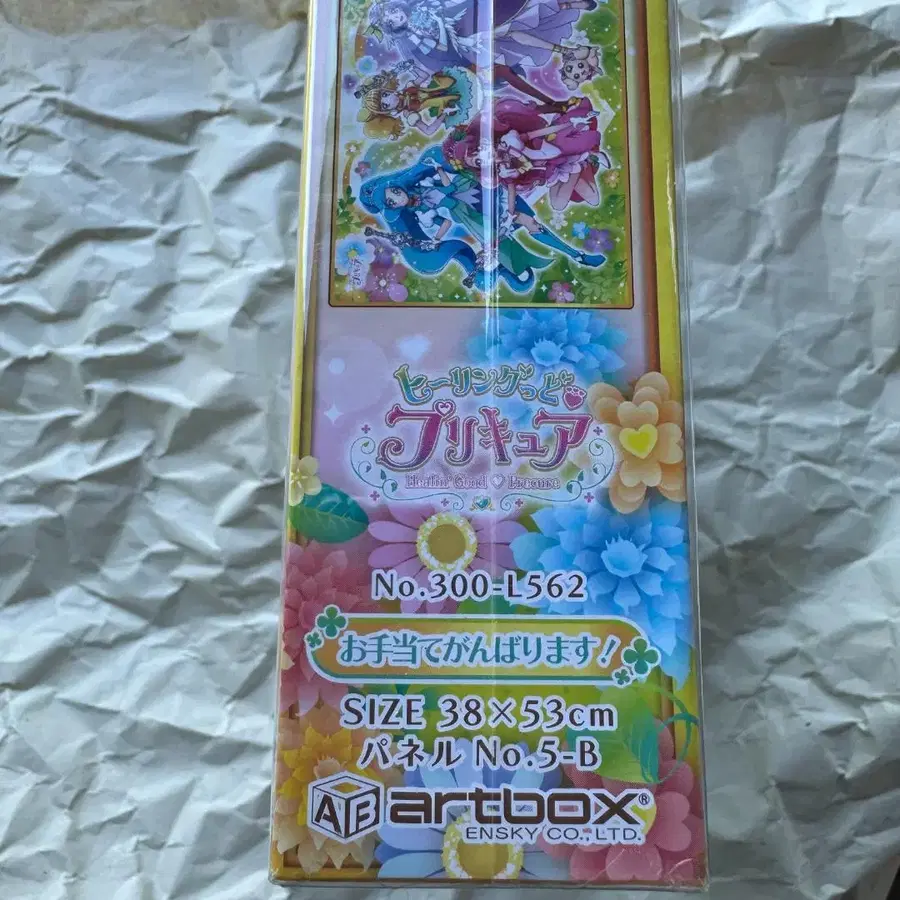 ヒーリングっど
プリキュア
Healin' Good ♡ Precure
No.300-L562
お手当てがんばります!
SIZE 38×53cm
パネル No.5-B
AB artbox®
ENSKY CO.,LTD.